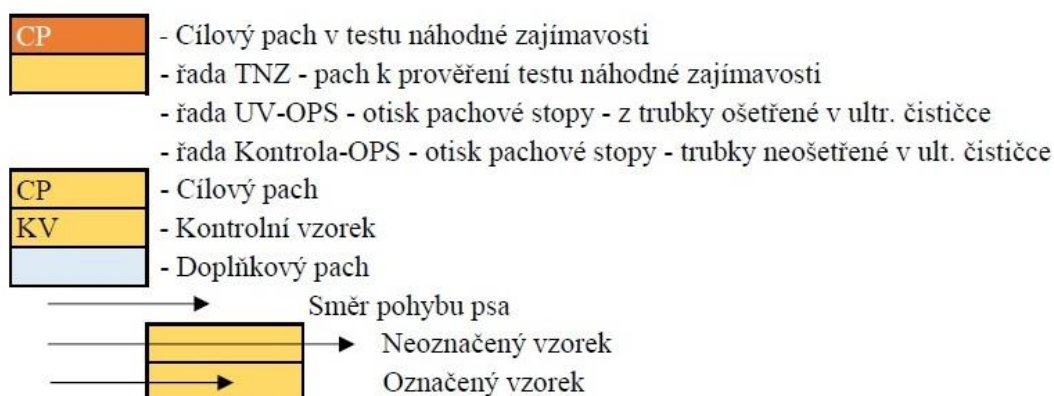 CP - Cílový pach v testu náhodné zajímavosti
- řada TNZ - pach k prověření testu náhodné zajímavosti
- řada UV-OPS - otisk pachové stopy - z trubky ošetřené v ultr. čističce
- řada Kontrola-OPS - otisk pachové stopy - trubky neošetřené v ult. čističce
CP - Cílový pach
KV - Kontrolní vzorek
- Doplňkový pach
Směr pohybu psa
Neoznačený vzorek
Označený vzorek